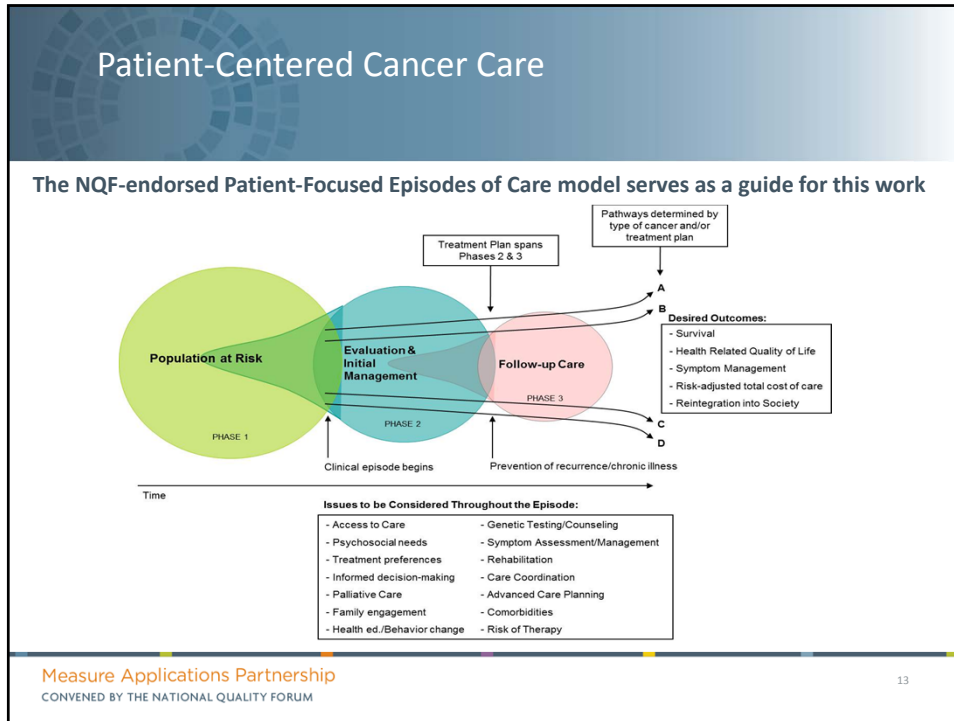 Patient-Centered Cancer Care
The NQF-endorsed Patient-Focused Episodes of Care model serves as a guide for this work
Pathways determined by
type of cancer and/or
treatment plan
Treatment Plan spans
Phases 2 & 3
A
B
Desired Outcomes:
- Survival
- Health Related Quality of Life
- Symptom Management
- Risk-adjusted total cost of care
- Reintegration into Society
Population at Risk
Evaluation &
Initial
Management
Follow-up Care
PHASE 1
PHASE 2
PHASE 3
C
D
Clinical episode begins
Prevention of recurrence/chronic illness
Time
Issues to be Considered Throughout the Episode:
- Access to Care
- Psychosocial needs
- Treatment preferences
- Informed decision-making
- Palliative Care
- Family engagement
- Health ed./Behavior change
- Genetic Testing/Counseling
- Symptom Assessment/Management
- Rehabilitation
- Care Coordination
- Advanced Care Planning
- Comorbidities
- Risk of Therapy
Measure Applications Partnership
CONVENED BY THE NATIONAL QUALITY FORUM
13